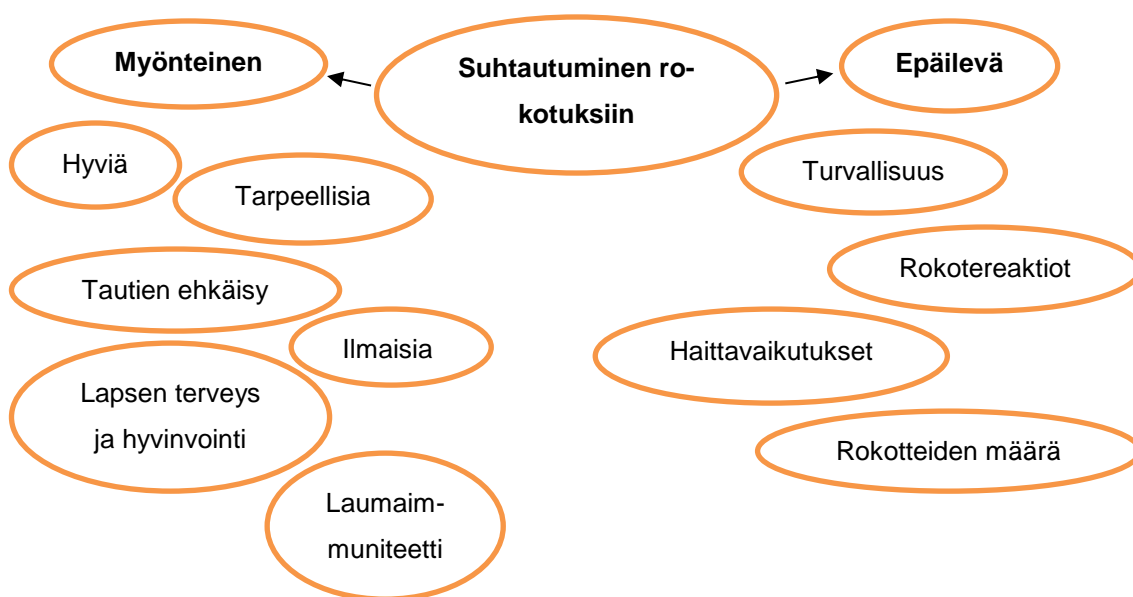 Myönteinen
Suhtautuminen ro-
kotuksiin
Epäilevä
Hyviä
Tarpeellisia
Tautien ehkäisy
Ilmaisia
Lapsen terveys
ja hyvinvointi
Laumaim-
muniteetti
Turvallisuus
Rokotereaktiot
Haittavaikutukset
Rokotteiden määrä